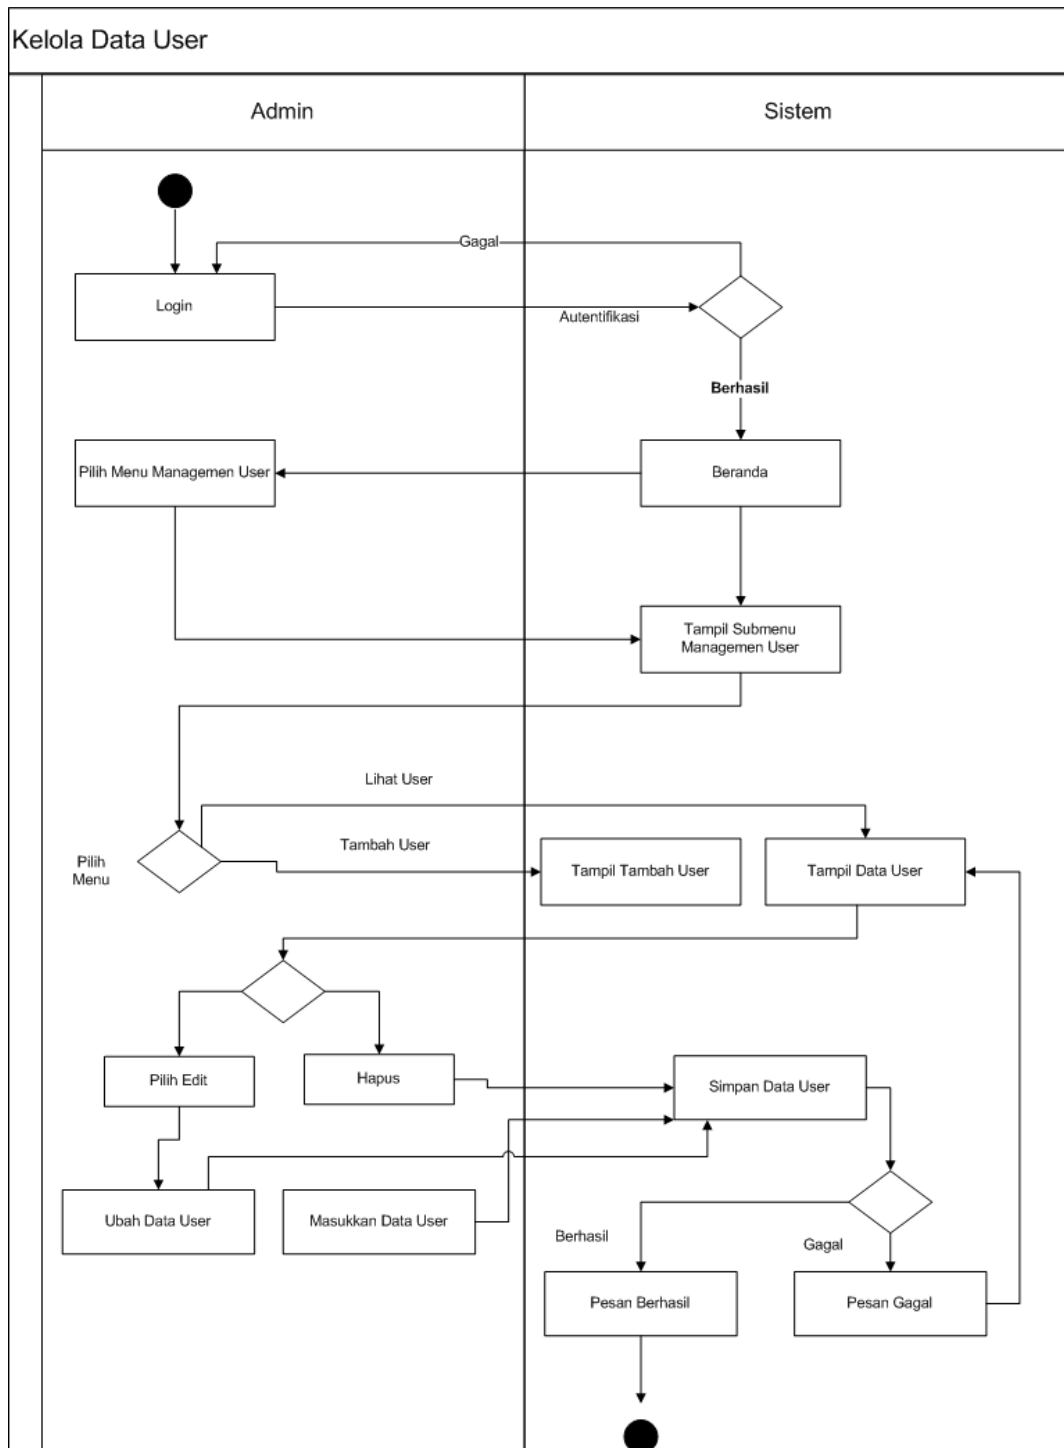 Kelola Data User
Admin
Sistem
Gagal
Login
Autentifikasi
Berhasil
Pilih Menu Managemen User
Beranda
Tampil Submenu
Managemen User
Lihat User
Tambah User
Pilih
Menu
Tampil Tambah User
Tampil Data User
Pilih Edit
Hapus
Simpan Data User
Ubah Data User
Masukkan Data User
Berhasil
Gagal
Pesan Berhasil
Pesan Gagal